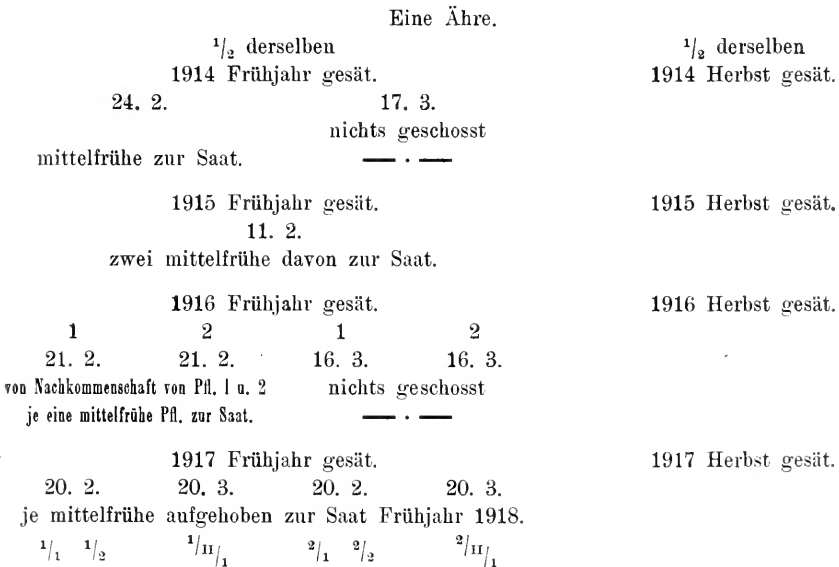 Eine Ähre.
1/2 derselben 1/2 derselben
1914 Frühjahr gesät. 1914 Herbst gesät.
24. 2. 17. 3.
nichts geschosst
mittelfrühe zur Saat. — . —
1915 Frühjahr gesät. 1915 Herbst gesät.
11. 2.
zwei mittelfrühe davon zur Saat.
1916 Frühjahr gesät. 1916 Herbst gesät.
1 2 1 2
21. 2. 21. 2. 16. 3. 16. 3.
von Nachkommenschaft von Pfl. 1 u. 2 nichts geschosst
je eine mittelfrühe Pfl. zur Saat. — . —
1917 Frühjahr gesät. 1917 Herbst gesät.
20. 2. 20. 3. 20. 2. 20. 3.
je mittelfrühe aufgehoben zur Saat Frühjahr 1918.
1/1 1/2 1/II/1 2/1 2/2 2/II/1